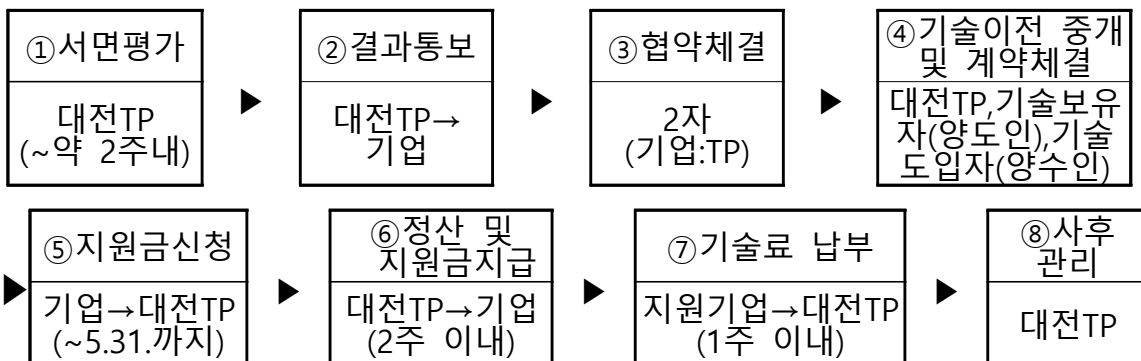 ①서면평가
대전TP
(~약 2주내)
▶
②결과통보
대전TP→
기업
▶
③협약체결
2자
(기업:TP)
▶
④기술이전 중개
및 계약체결
대전TP,기술보유
자(양도인),기술
도입자(양수인)
▶
⑤지원금신청
기업→대전TP
(~5.31.까지)
▶
⑥정산 및
지원금지급
대전TP→기업
(2주 이내)
▶
⑦기술료 납부
지원기업→대전TP
(1주 이내)
▶
⑧사후
관리
대전TP